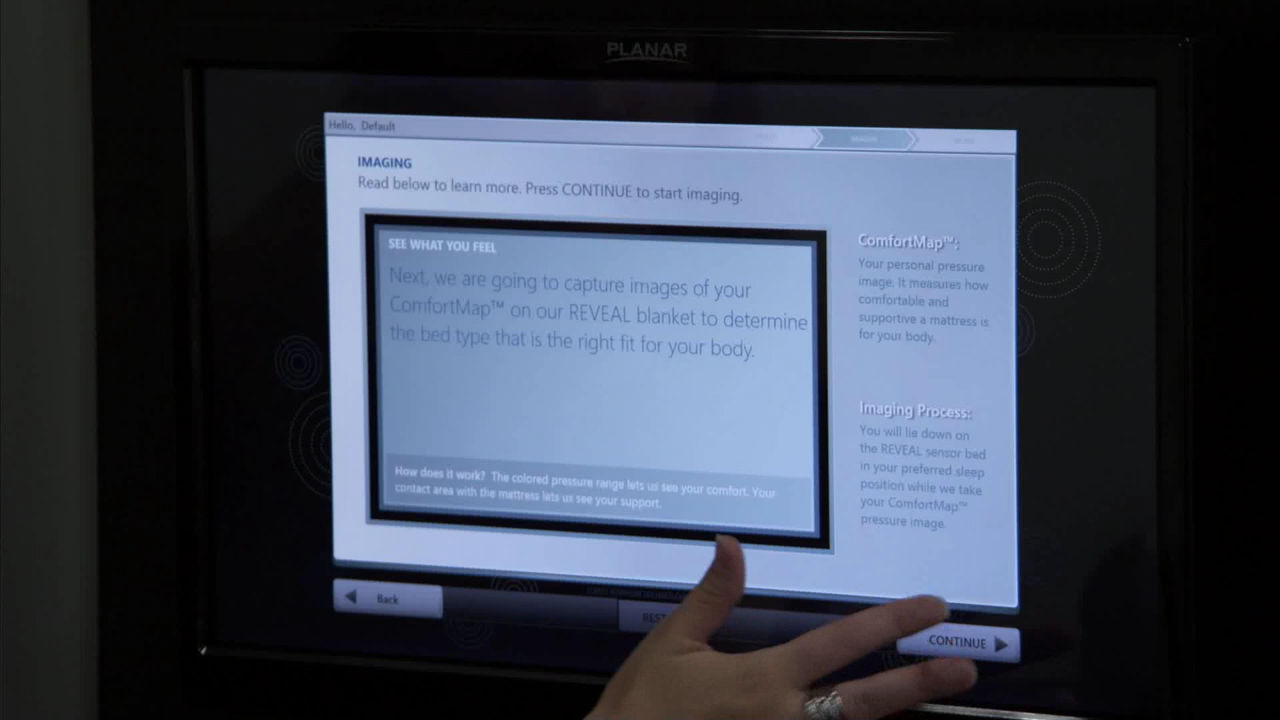 PLANAR
Hello, Default
IMAGING
Read below to learn more. Press CONTINUE to start imaging.
SEE WHAT YOU FEEL
Next, we are going to capture images of your
ComfortMap™ on our REVEAL blanket to determine
the bed type that is the right fit for your body.
How does it work? The colored pressure range lets us see your comfort. Your
contact area with the mattress lets us see your support.
ComfortMap™:
Your personal pressure
image. It measures how
comfortable and
supportive a mattress is
for your body.
Imaging Process:
You will lie down on
the REVEAL sensor bed
in your preferred sleep
position while we take
your ComfortMap™
pressure image.
Back
CONTINUE